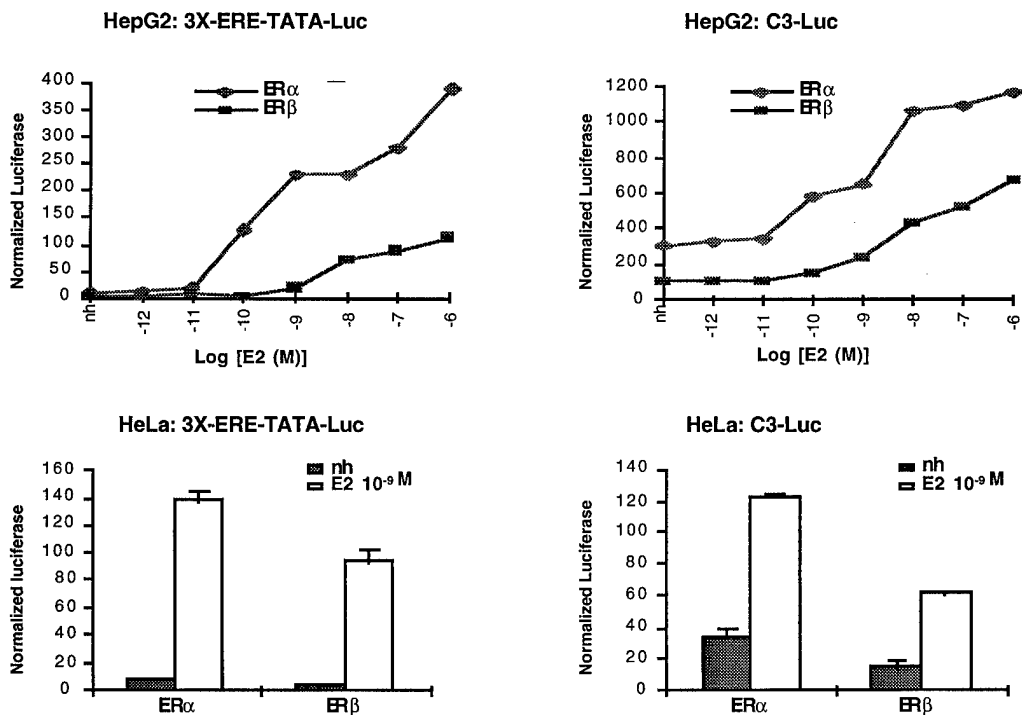 HepG2: 3X-ERE-TATA-Luc
Normalized Luciferase
400
350
300
250
200
150
100
50
0
ERα
ERβ
nh
-12
-11
-10
-9
-8
-7
-6
Log [E2 (M)]
HepG2: C3-Luc
Normalized Luciferase
1200
1000
800
600
400
200
0
ERα
ERβ
nh
-12
-11
-10
-9
-8
-7
-6
Log [E2 (M)]
HeLa: 3X-ERE-TATA-Luc
Normalized luciferase
160
140
120
100
80
60
40
20
0
nh
E2 10⁻⁹ M
ERα
ERβ
HeLa: C3-Luc
Normalized Luciferase
140
120
100
80
60
40
20
0
nh
E2 10⁻⁹ M
ERα
ERβ